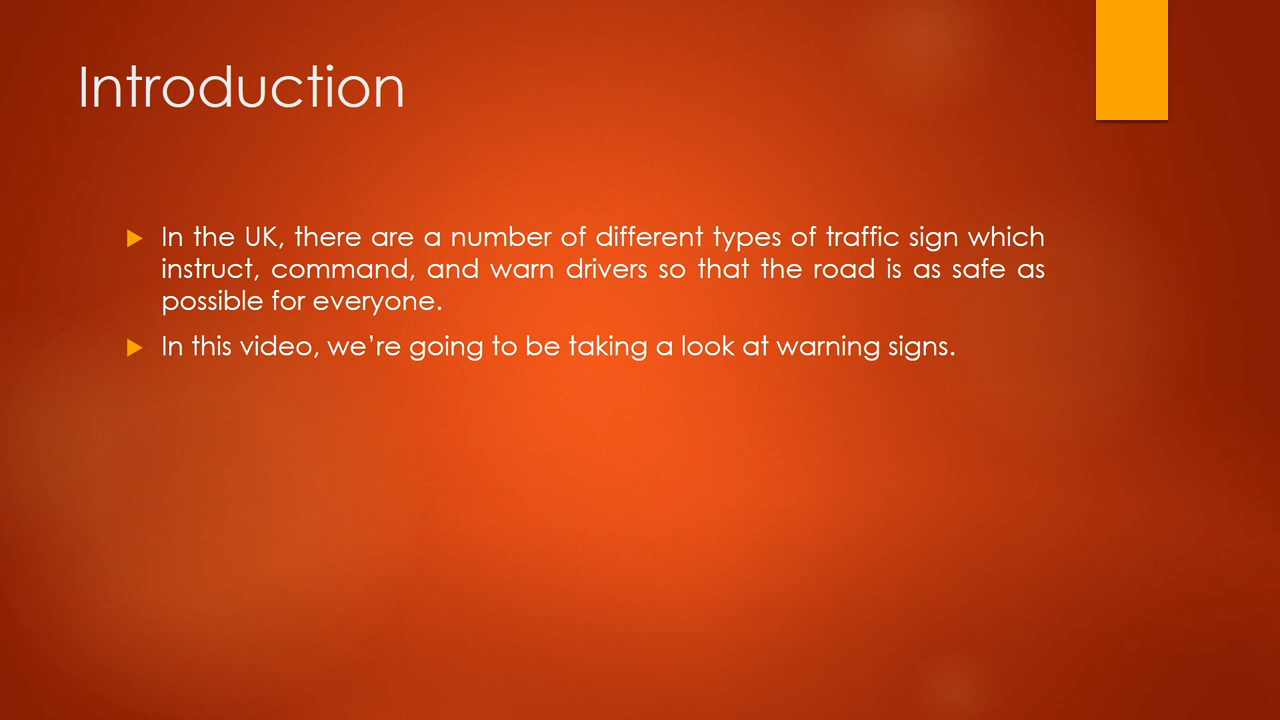 Introduction
In the UK, there are a number of different types of traffic sign which
instruct, command, and warn drivers so that the road is as safe as
possible for everyone.
In this video, we’re going to be taking a look at warning signs.